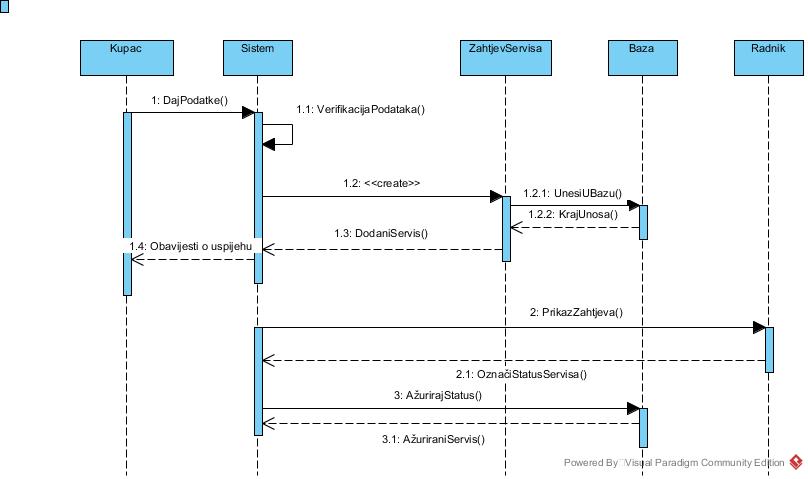 Kupac
Sistem
ZahtjevServisa
Baza
Radnik
1: DajPodatke()
1.1: VerifikacijaPodataka()
1.2: <<create>>
1.2.1: UnesiUBazu()
1.2.2: KrajUnosa()
1.3: DodaniServis()
1.4: Obavijesti o uspijehu
2: PrikazZahtjeva()
2.1: OznačiStatusServisa()
3: AžurirajStatus()
3.1: AžuriraniServis()
Powered By Visual Paradigm Community Edition